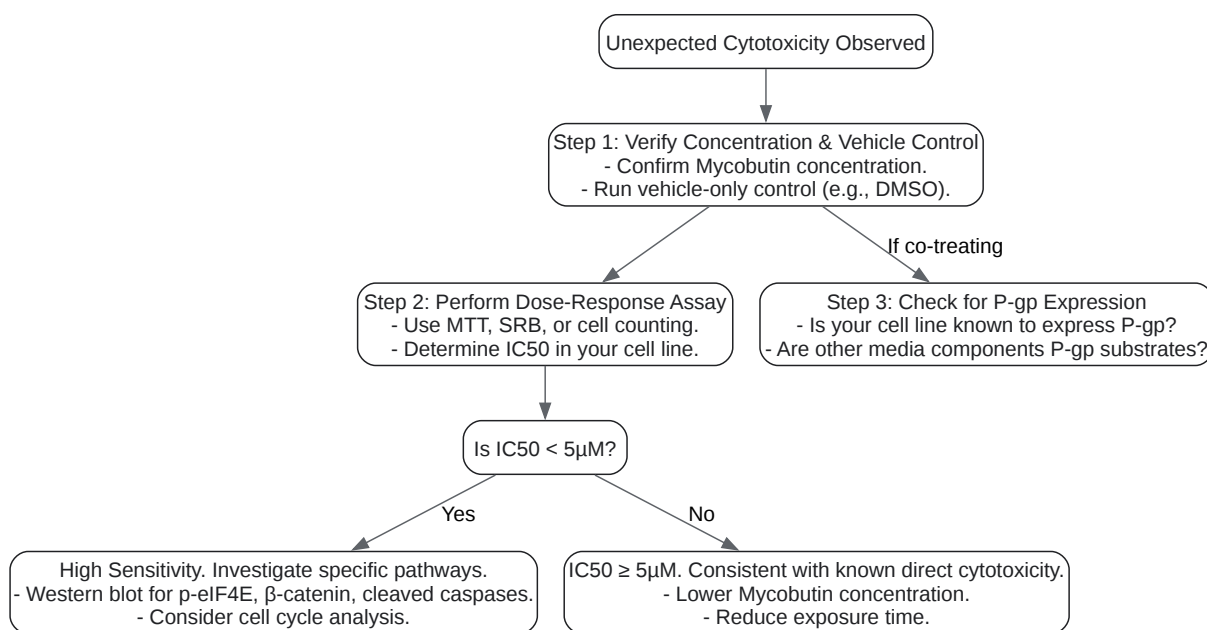 Unexpected Cytotoxicity Observed
Step 1: Verify Concentration & Vehicle Control
- Confirm Mycobutin concentration.
- Run vehicle-only control (e.g., DMSO).
If co-treating
Step 2: Perform Dose-Response Assay
- Use MTT, SRB, or cell counting.
- Determine IC50 in your cell line.
Step 3: Check for P-gp Expression
- Is your cell line known to express P-gp?
- Are other media components P-gp substrates?
Is IC50 < 5µM?
Yes
No
High Sensitivity. Investigate specific pathways.
- Western blot for p-eIF4E, β-catenin, cleaved caspases.
- Consider cell cycle analysis.
IC50 ≥ 5µM. Consistent with known direct cytotoxicity.
- Lower Mycobutin concentration.
- Reduce exposure time.